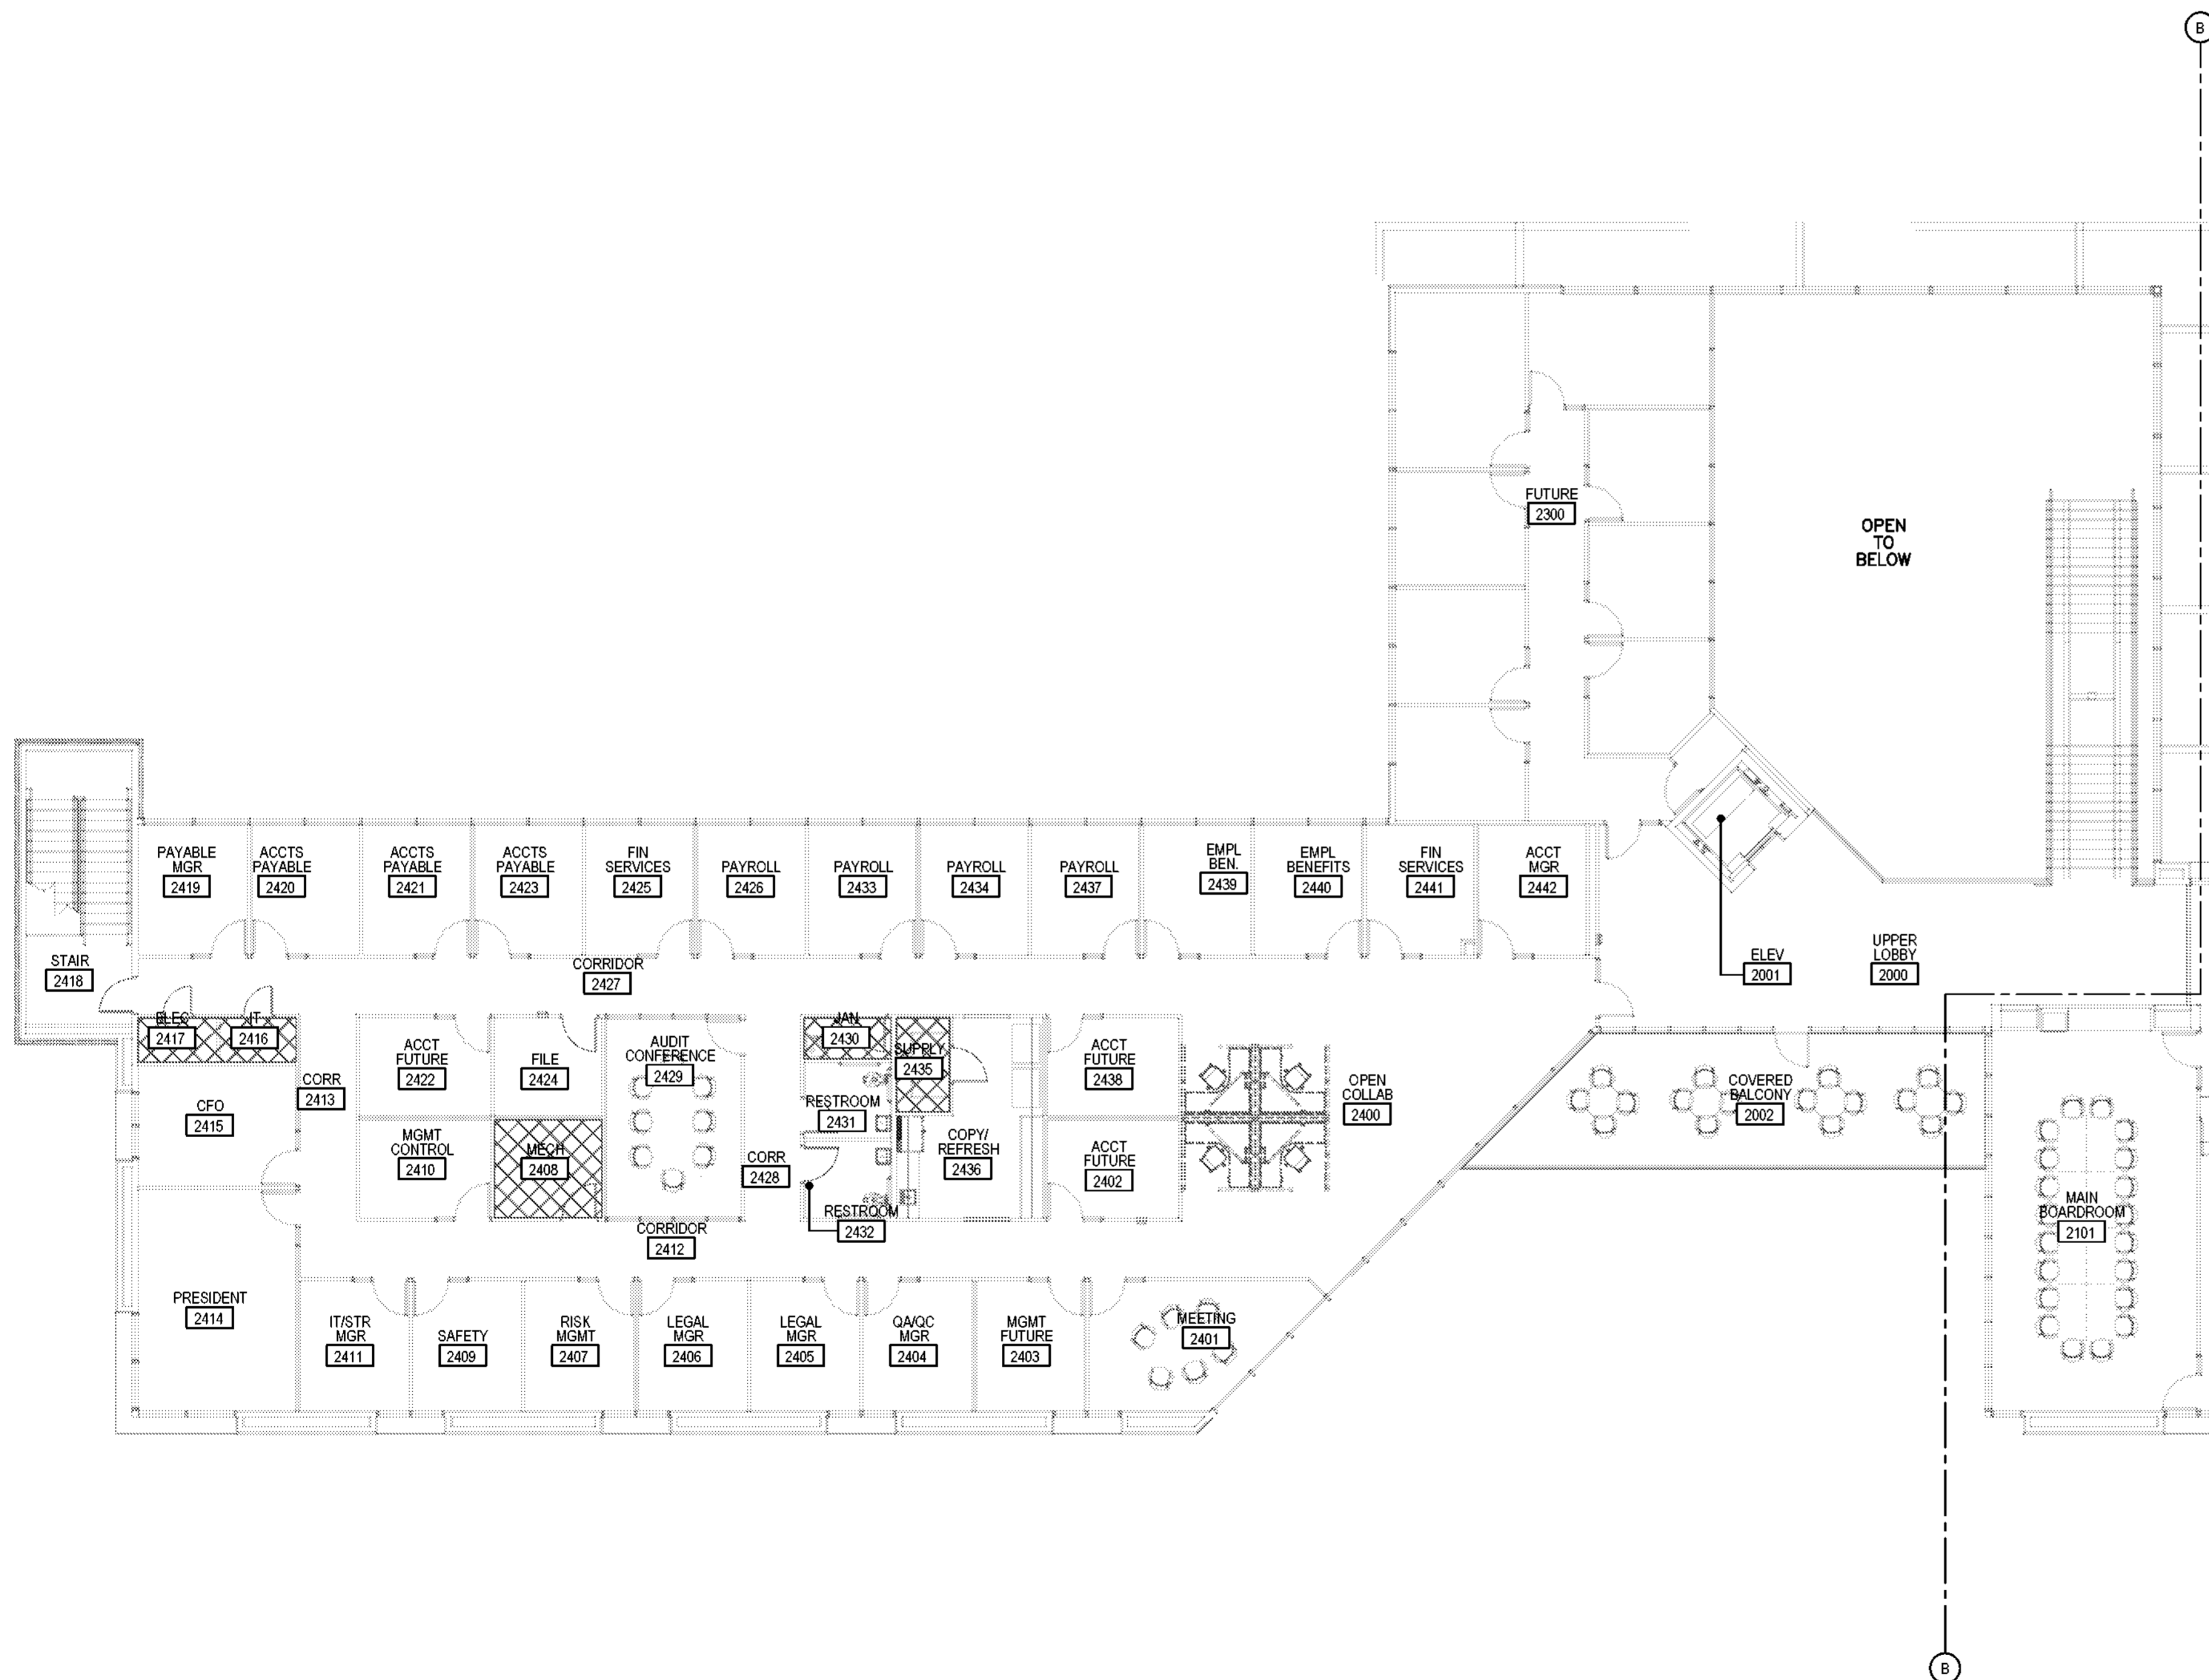 B
FUTURE
2300
OPEN
TO
BELOW
PAYABLE
MGR
2419
ACCTS
PAYABLE
2420
ACCTS
PAYABLE
2421
ACCTS
PAYABLE
2423
FIN
SERVICES
2425
PAYROLL
2426
PAYROLL
2433
PAYROLL
2434
PAYROLL
2437
EMPL
BEN.
2439
EMPL
BENEFITS
2440
FIN
SERVICES
2441
ACCT
MGR
2442
STAIR
2418
CORRIDOR
2427
ELEV
2001
UPPER
LOBBY
2000
ELEC
2417
IT
2416
CORR
2413
ACCT
FUTURE
2422
FILE
2424
AUDIT
CONFERENCE
2429
JAN
2430
SUPPLY
2435
RESTROOM
2431
ACCT
FUTURE
2438
OPEN
COLLAB
2400
COVERED
BALCONY
2002
CFO
2415
MGMT
CONTROL
2410
MECH
2408
CORR
2428
COPY/
REFRESH
2436
ACCT
FUTURE
2402
RESTROOM
2432
CORRIDOR
2412
MAIN
BOARDROOM
2101
PRESIDENT
2414
IT/STR
MGR
2411
SAFETY
2409
RISK
MGMT
2407
LEGAL
MGR
2406
LEGAL
MGR
2405
QA/QC
MGR
2404
MGMT
FUTURE
2403
MEETING
2401
B